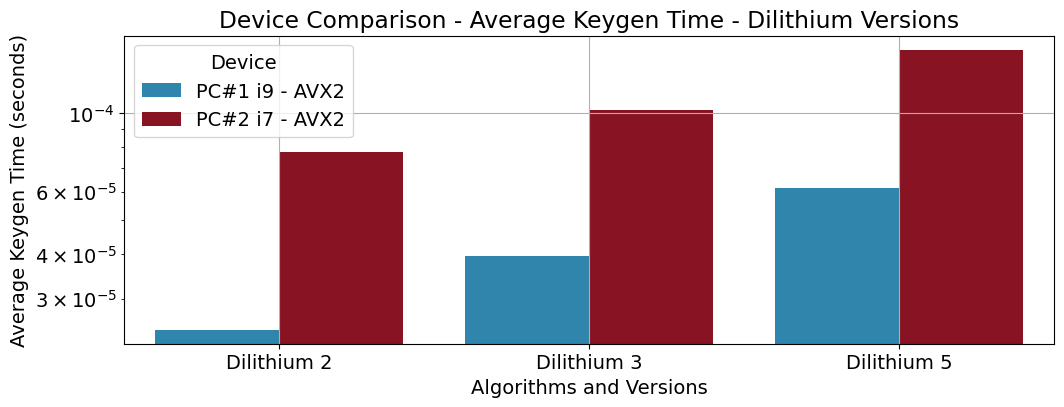 Device Comparison - Average Keygen Time - Dilithium Versions
Average Keygen Time (seconds)
Device
PC#1 i9 - AVX2
PC#2 i7 - AVX2
10⁻⁴
6 × 10⁻⁵
4 × 10⁻⁵
3 × 10⁻⁵
Dilithium 2 Dilithium 3 Dilithium 5
Algorithms and Versions